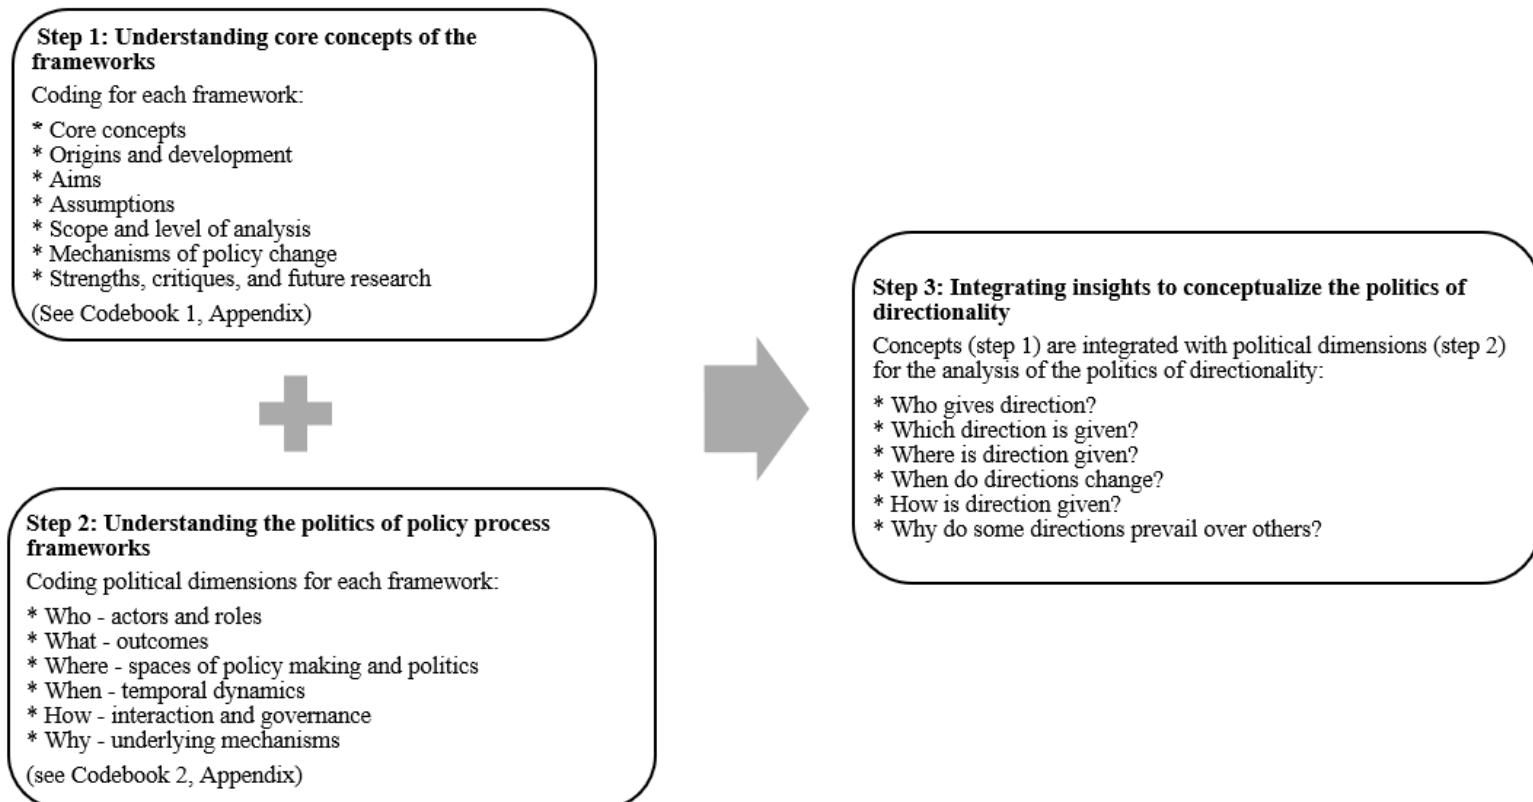 Step 1: Understanding core concepts of the
frameworks
Coding for each framework:
* Core concepts
* Origins and development
* Aims
* Assumptions
* Scope and level of analysis
* Mechanisms of policy change
* Strengths, critiques, and future research
(See Codebook 1, Appendix)
Step 2: Understanding the politics of policy process
frameworks
Coding political dimensions for each framework:
* Who - actors and roles
* What - outcomes
* Where - spaces of policy making and politics
* When - temporal dynamics
* How - interaction and governance
* Why - underlying mechanisms
(see Codebook 2, Appendix)
Step 3: Integrating insights to conceptualize the politics of
directionality
Concepts (step 1) are integrated with political dimensions (step 2)
for the analysis of the politics of directionality:
* Who gives direction?
* Which direction is given?
* Where is direction given?
* When do directions change?
* How is direction given?
* Why do some directions prevail over others?